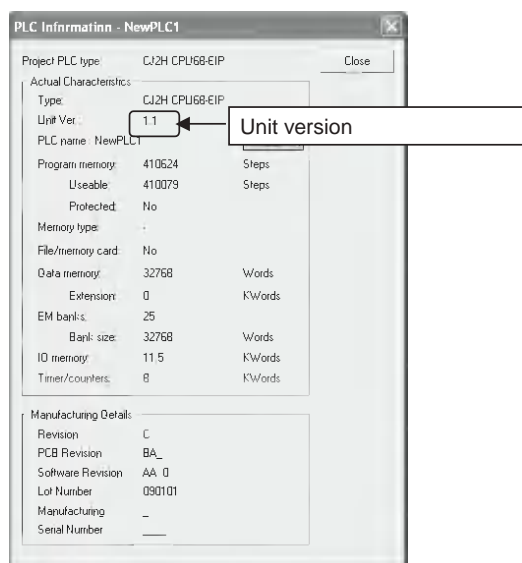 PLC Information - NewPLC1
Project PLC type: CJ2H CPU68-EIP Close
Actual Characteristics
Type: CJ2H CPU68-EIP
Unit Ver.: 1.1
Unit version
PLC name: NewPLC1
Program memory: 410624 Steps
Useable: 410079 Steps
Protected: No
Memory type: -
File/memory card: No
Data memory: 32768 Words
Extension: 0 KWords
EM banks: 25
Bank size: 32768 Words
IO memory: 11.5 KWords
Timer/counters: 8 KWords
Manufacturing Details
Revision C
PCB Revision BA_
Software Revision AA 0
Lot Number 090101
Manufacturing _
Serial Number ____